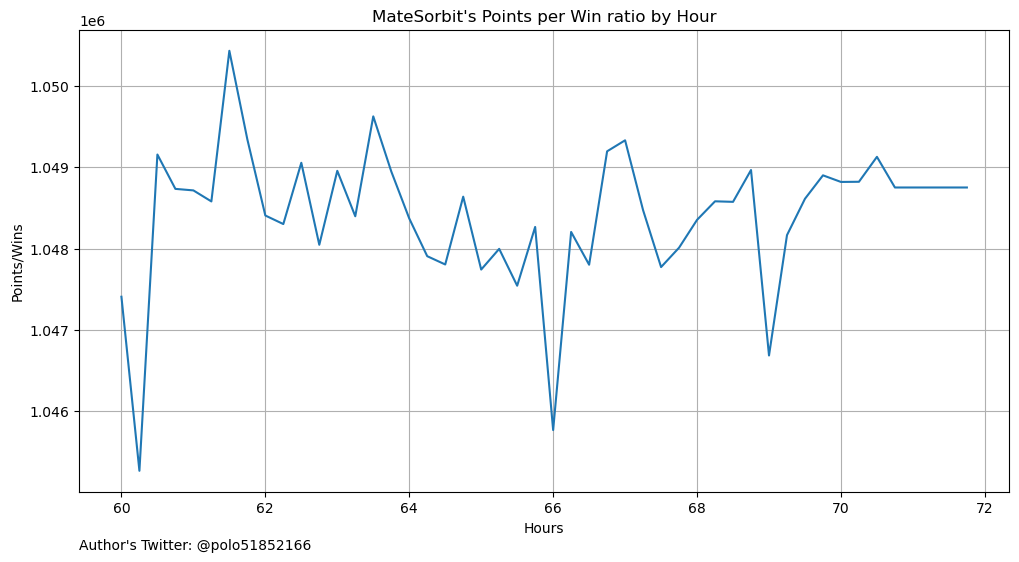 MateSorbit's Points per Win ratio by Hour
1e6
1.050
1.049
1.048
1.047
1.046
Points/Wins
60 62 64 66 68 70 72
Hours
Author's Twitter: @polo51852166